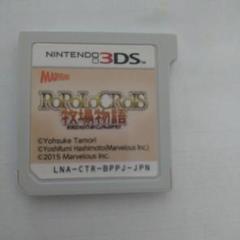 NINTENDO 3DS
MARVELOUS!
PoPoLoCRoIS
牧場物語
©Yohsuke Tamori
©Yoshifumi Hashimoto(Marvelous Inc.)
©2015 Marvelous Inc.
LNA-CTR-BPPJ-JPN